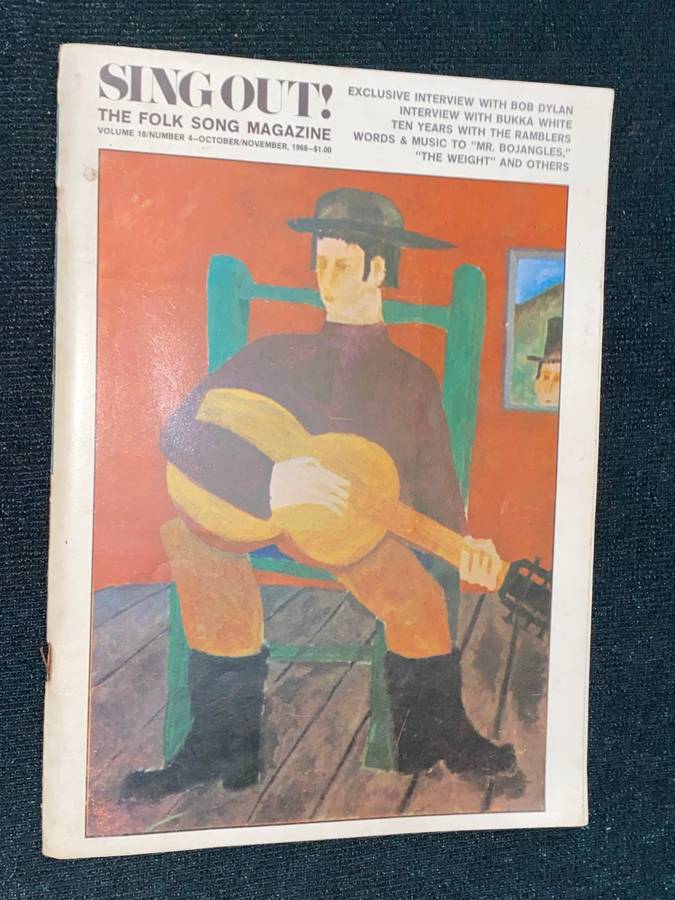 SING OUT!
THE FOLK SONG MAGAZINE
VOLUME 18/NUMBER 4—OCTOBER/NOVEMBER, 1968—$1.00
EXCLUSIVE INTERVIEW WITH BOB DYLAN
INTERVIEW WITH BUKKA WHITE
TEN YEARS WITH THE RAMBLERS
WORDS & MUSIC TO "MR. BOJANGLES,"
"THE WEIGHT" AND OTHERS